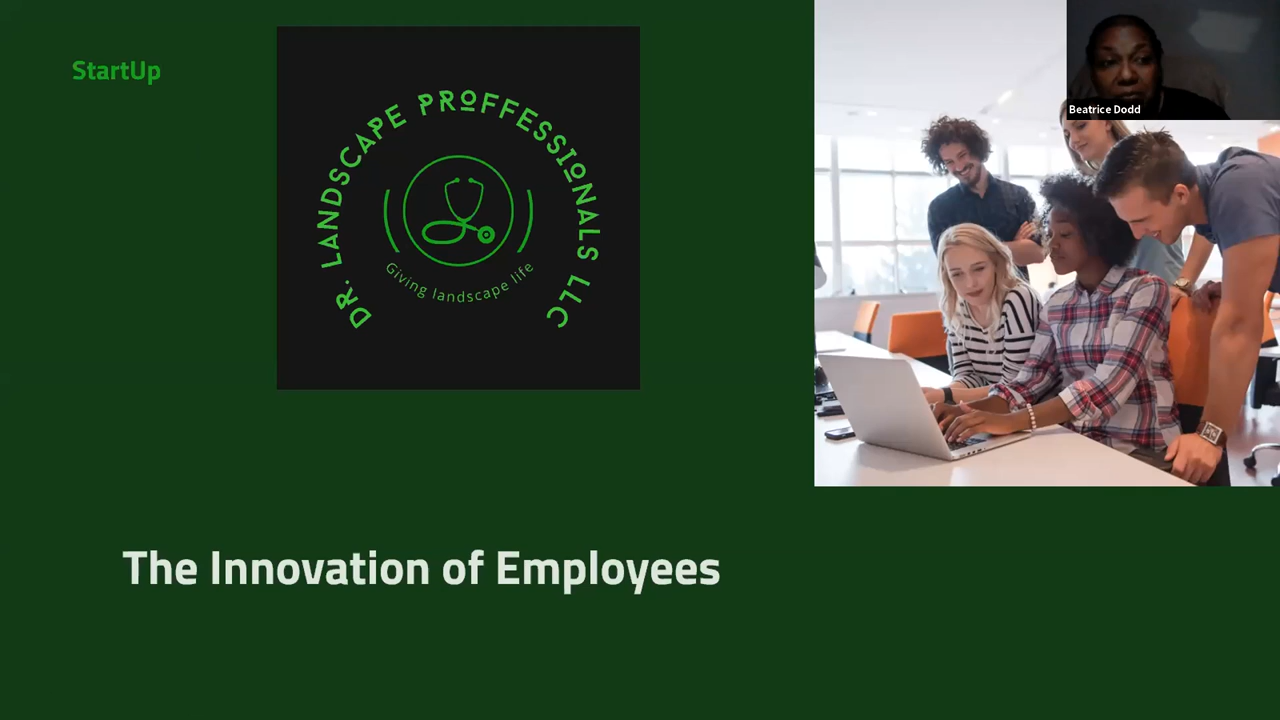 StartUp
DR. LANDSCAPE PROFFESSIONALS LLC
Giving landscape life
Beatrice Dodd
The Innovation of Employees